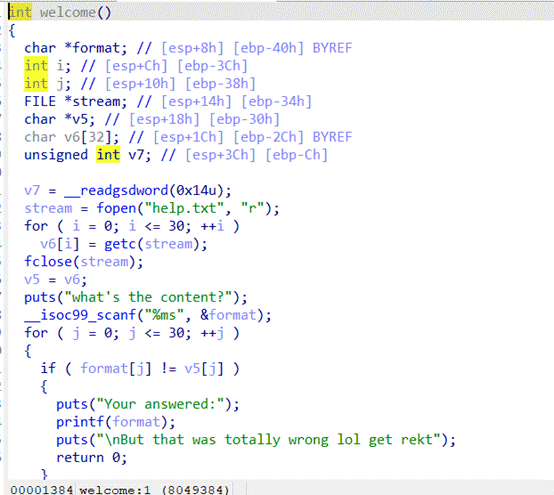 int welcome()
{
char *format; // [esp+8h] [ebp-40h] BYREF
int i; // [esp+Ch] [ebp-3Ch]
int j; // [esp+10h] [ebp-38h]
FILE *stream; // [esp+14h] [ebp-34h]
char *v5; // [esp+18h] [ebp-30h]
char v6[32]; // [esp+1Ch] [ebp-2Ch] BYREF
unsigned int v7; // [esp+3Ch] [ebp-Ch]
v7 = __readgsdword(0x14u);
stream = fopen("help.txt", "r");
for ( i = 0; i <= 30; ++i )
v6[i] = getc(stream);
fclose(stream);
v5 = v6;
puts("what's the content?");
__isoc99_scanf("%ms", &format);
for ( j = 0; j <= 30; ++j )
{
if ( format[j] != v5[j] )
{
puts("Your answered:");
printf(format);
puts("\nBut that was totally wrong lol get rekt");
return 0;
}
00001384 welcome:1 (8049384)